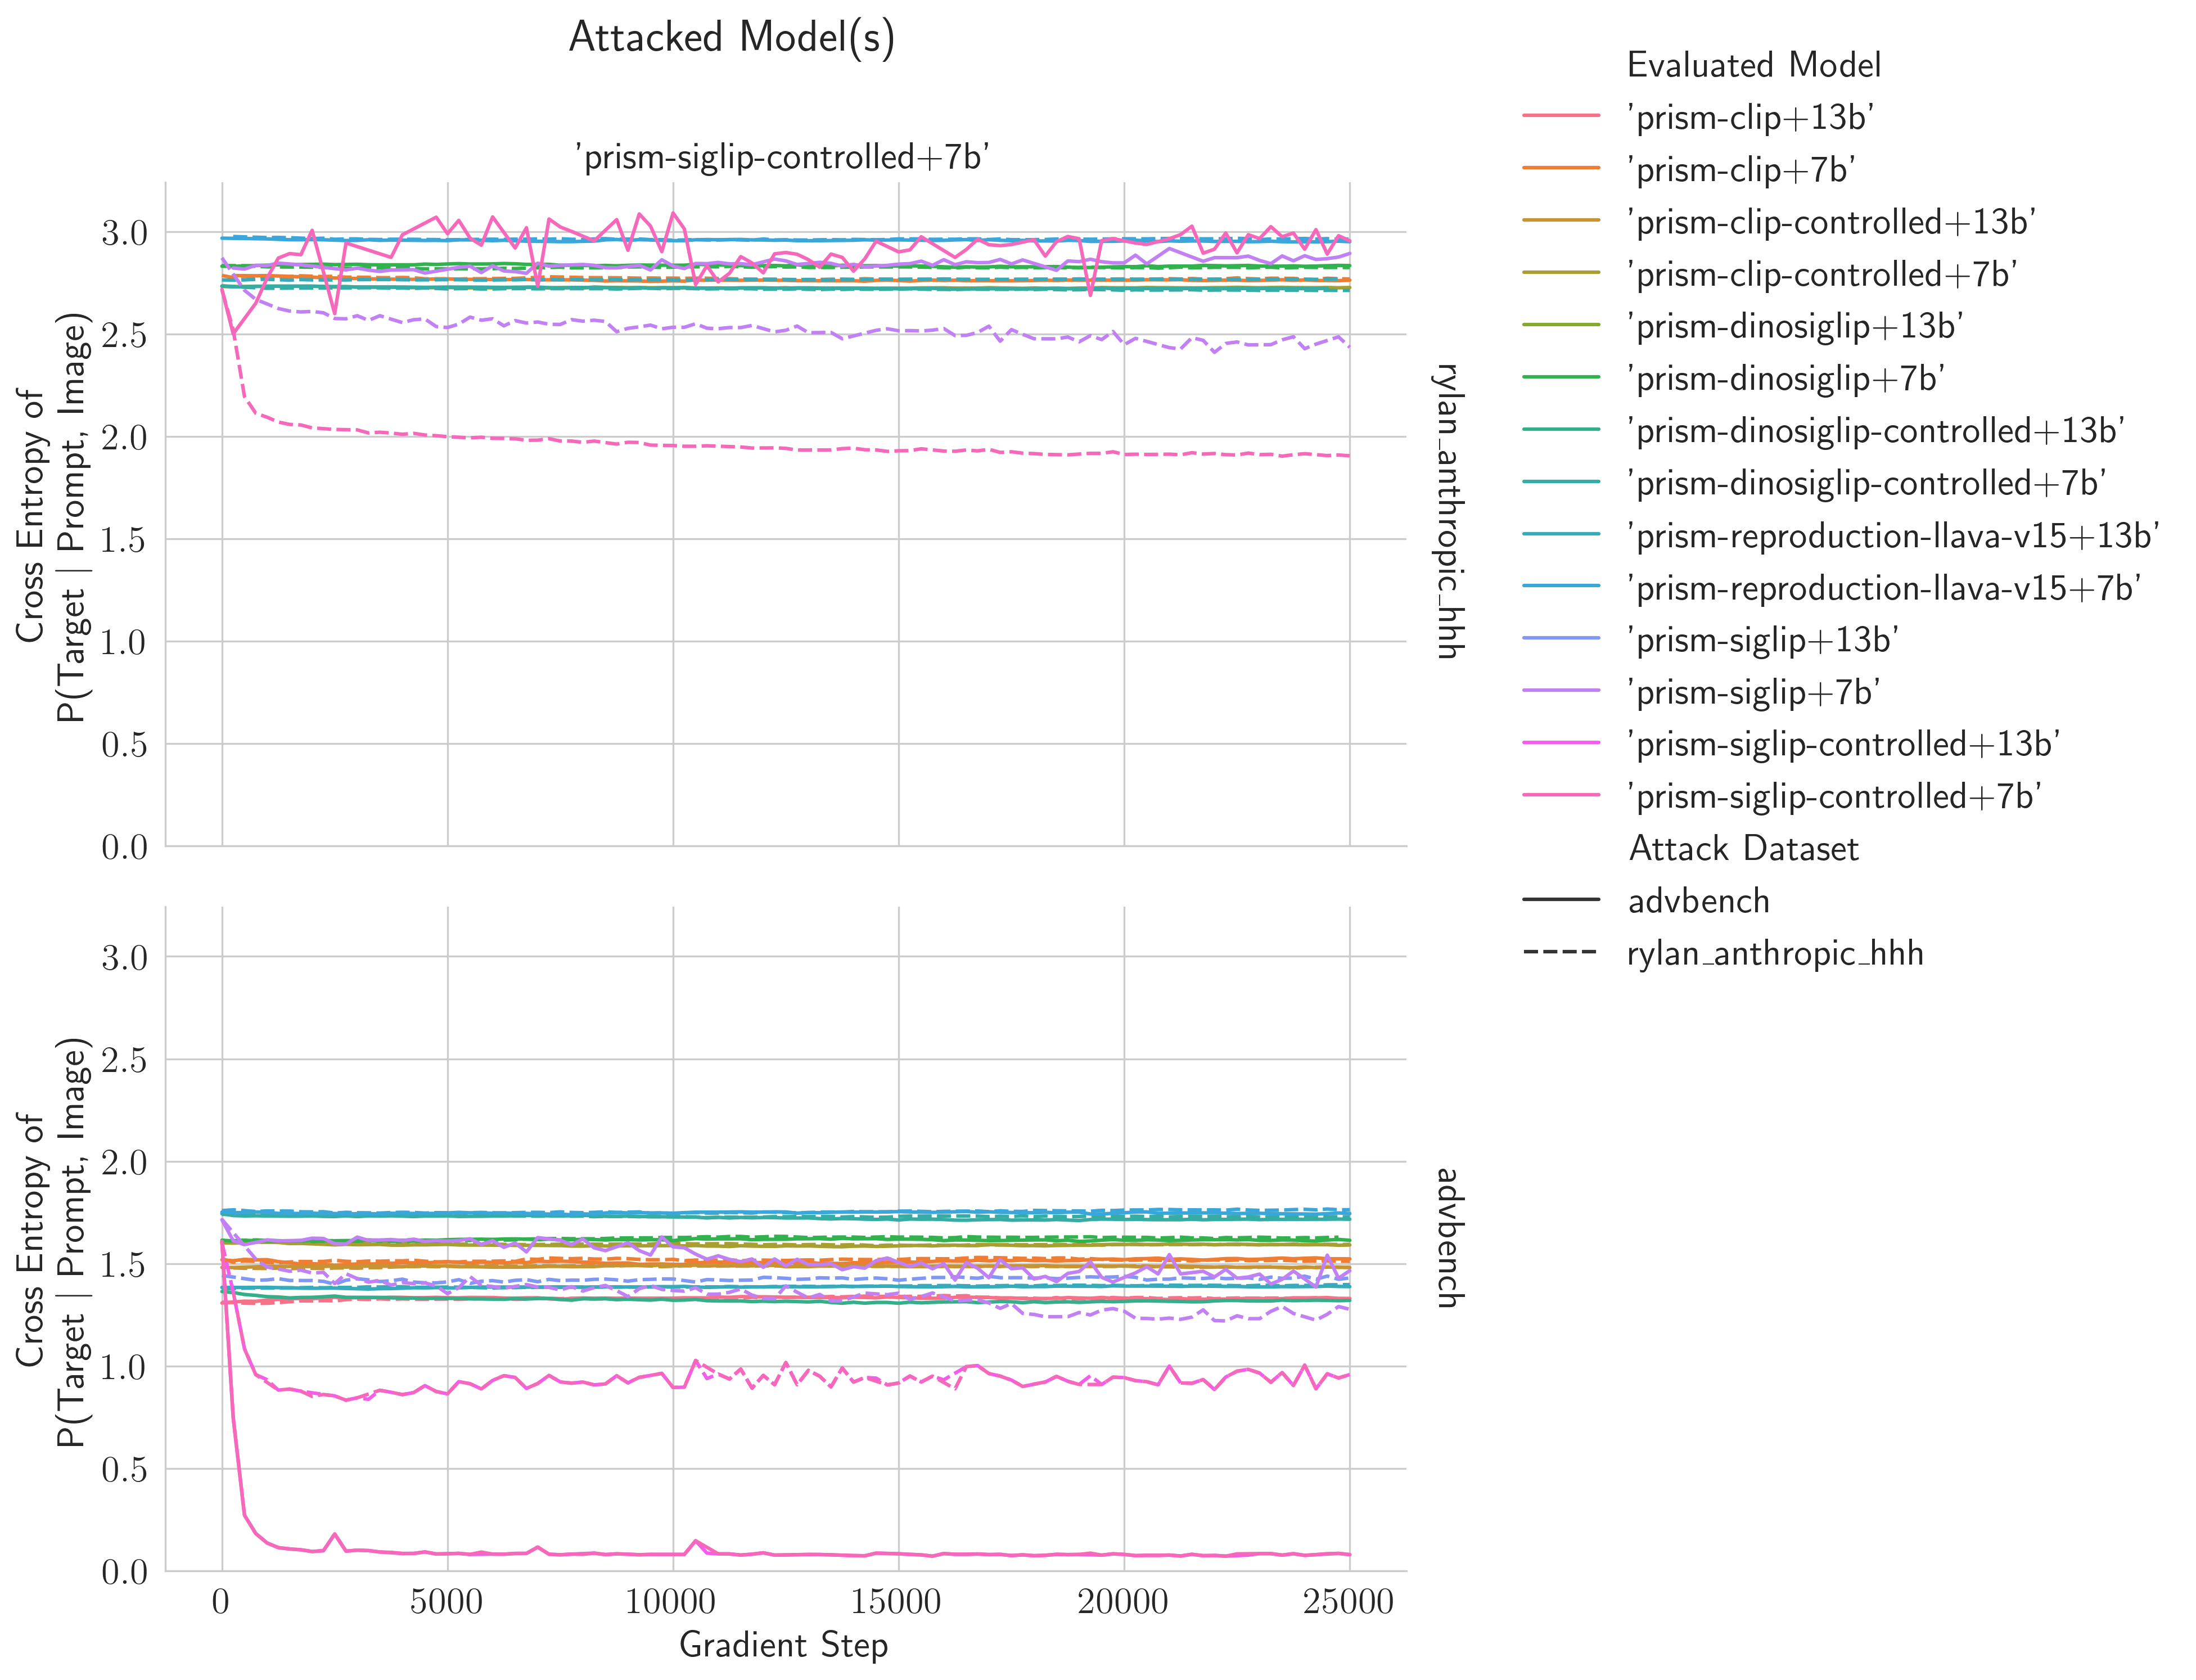 Attacked Model(s)
'prism-siglip-controlled+7b'
Cross Entropy of
P(Target | Prompt, Image)
3.0
2.5
2.0
1.5
1.0
0.5
0.0
rylan_anthropic_hhh
Cross Entropy of
P(Target | Prompt, Image)
3.0
2.5
2.0
1.5
1.0
0.5
0.0
advbench
0
5000
10000
15000
20000
25000
Gradient Step
Evaluated Model
'prism-clip+13b'
'prism-clip+7b'
'prism-clip-controlled+13b'
'prism-clip-controlled+7b'
'prism-dinosiglip+13b'
'prism-dinosiglip+7b'
'prism-dinosiglip-controlled+13b'
'prism-dinosiglip-controlled+7b'
'prism-reproduction-llava-v15+13b'
'prism-reproduction-llava-v15+7b'
'prism-siglip+13b'
'prism-siglip+7b'
'prism-siglip-controlled+13b'
'prism-siglip-controlled+7b'
Attack Dataset
advbench
rylan_anthropic_hhh